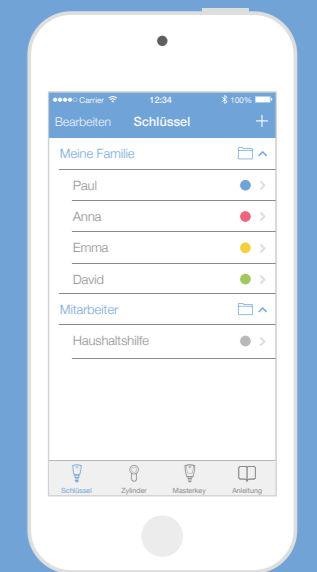 Carrier 12:34 100%
Bearbeiten Schlüssel +
Meine Familie
Paul
Anna
Emma
David
Mitarbeiter
Haushaltshilfe
Schlüssel Zylinder Masterkey Anleitung